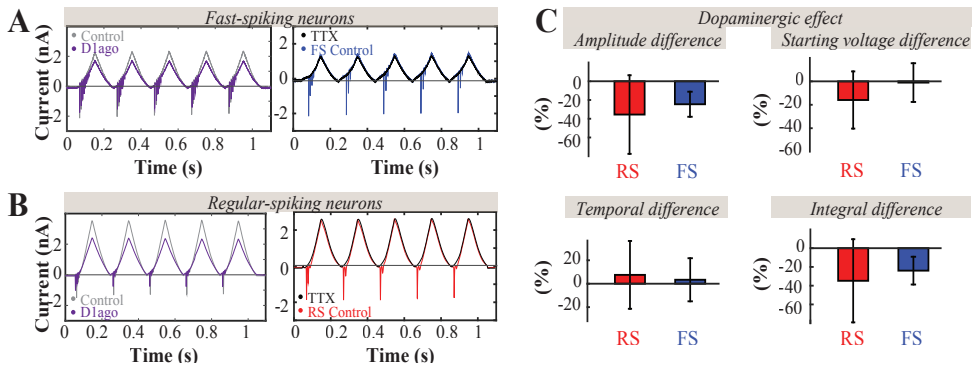 A
Fast-spiking neurons
Control
D1ago
TTX
FS Control
Current (nA)
2
0
-2
2
0
-2
0 0.2 0.4 0.6 0.8 1
0 0.2 0.4 0.6 0.8 1
Time (s)
Time (s)
B
Regular-spiking neurons
Current (nA)
2
0
-2
2
0
-2
Control
D1ago
TTX
RS Control
0 0.2 0.4 0.6 0.8 1
0 0.2 0.4 0.6 0.8 1
Time (s)
Time (s)
C
Dopaminergic effect
Amplitude difference
Starting voltage difference
(%)
0
-20
-40
-60
RS
FS
(%)
0
-20
-40
-60
RS
FS
Temporal difference
Integral difference
(%)
20
0
-20
RS
FS
(%)
0
-20
-40
-60
RS
FS